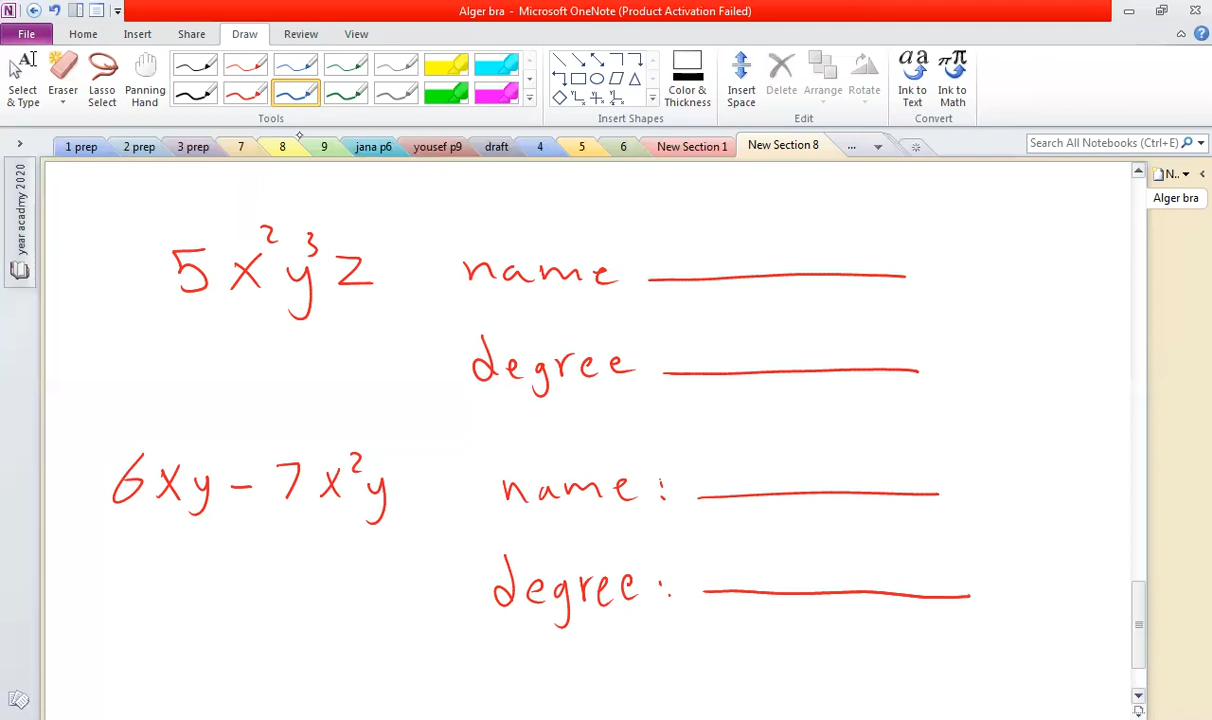 Alger bra - Microsoft OneNote (Product Activation Failed)
File Home Insert Share Draw Review View
Select & Type
Eraser
Lasso Select
Panning Hand
Color & Thickness
Insert Space
Delete
Arrange
Rotate
Ink to Text
Ink to Math
Tools Insert Shapes Edit Convert
1 prep 2 prep 3 prep 7 8 9 jana p6 yousef p9 draft 4 5 6 New Section 1 New Section 8 ...
Search All Notebooks (Ctrl+E)
N..
Alger bra
year acadmy 2020
5x²y³z name
degree
6xy - 7x²y name:
degree: